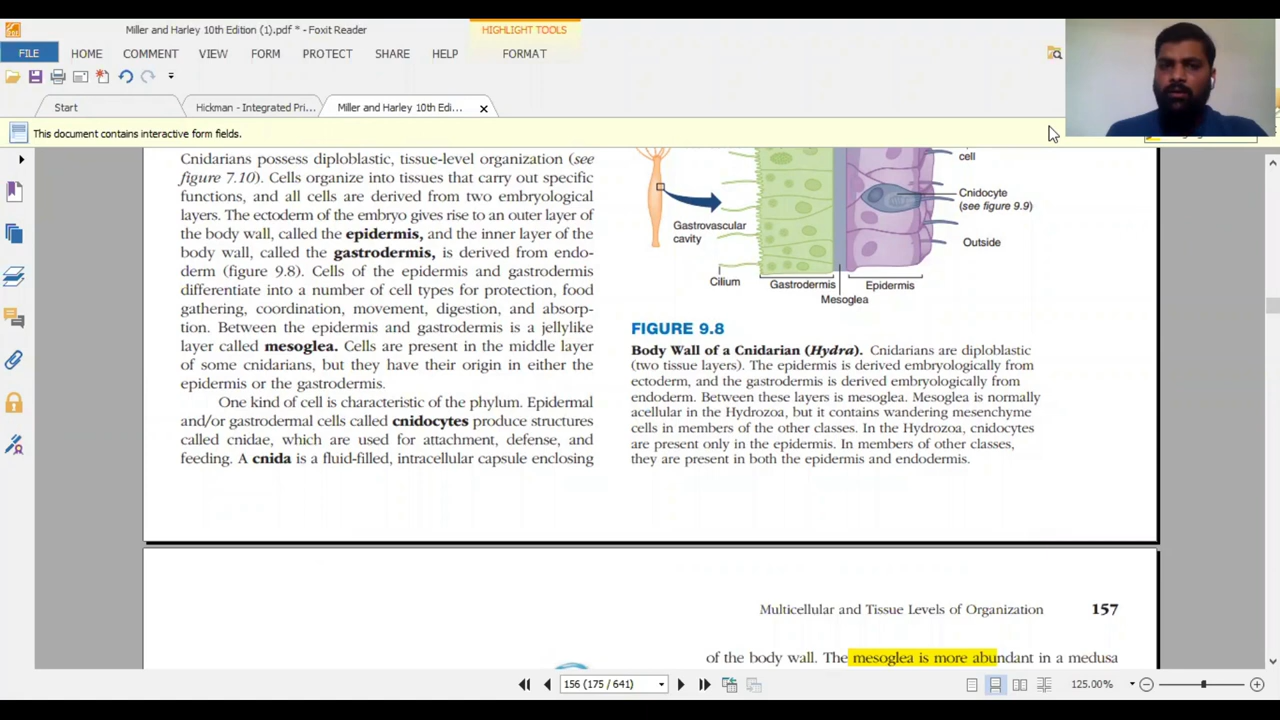 Miller and Harley 10th Edition (1).pdf * - Foxit Reader
HIGHLIGHT TOOLS
FILE HOME COMMENT VIEW FORM PROTECT SHARE HELP FORMAT
Start Hickman - Integrated Pri... Miller and Harley 10th Edi...
This document contains interactive form fields.
Cnidarians possess diploblastic, tissue-level organization (see
figure 7.10). Cells organize into tissues that carry out specific
functions, and all cells are derived from two embryological
layers. The ectoderm of the embryo gives rise to an outer layer of
the body wall, called the epidermis, and the inner layer of the
body wall, called the gastrodermis, is derived from endo-
derm (figure 9.8). Cells of the epidermis and gastrodermis
differentiate into a number of cell types for protection, food
gathering, coordination, movement, digestion, and absorp-
tion. Between the epidermis and gastrodermis is a jellylike
layer called mesoglea. Cells are present in the middle layer
of some cnidarians, but they have their origin in either the
epidermis or the gastrodermis.
One kind of cell is characteristic of the phylum. Epidermal
and/or gastrodermal cells called cnidocytes produce structures
called cnidae, which are used for attachment, defense, and
feeding. A cnida is a fluid-filled, intracellular capsule enclosing
cell
Cnidocyte
(see figure 9.9)
Gastrovascular
cavity
Outside
Cilium
Gastrodermis
Epidermis
Mesoglea
FIGURE 9.8
Body Wall of a Cnidarian (Hydra). Cnidarians are diploblastic
(two tissue layers). The epidermis is derived embryologically from
ectoderm, and the gastrodermis is derived embryologically from
endoderm. Between these layers is mesoglea. Mesoglea is normally
acellular in the Hydrozoa, but it contains wandering mesenchyme
cells in members of the other classes. In the Hydrozoa, cnidocytes
are present only in the epidermis. In members of other classes,
they are present in both the epidermis and endodermis.
Multicellular and Tissue Levels of Organization 157
of the body wall. The mesoglea is more abundant in a medusa
156 (175 / 641)
125.00%